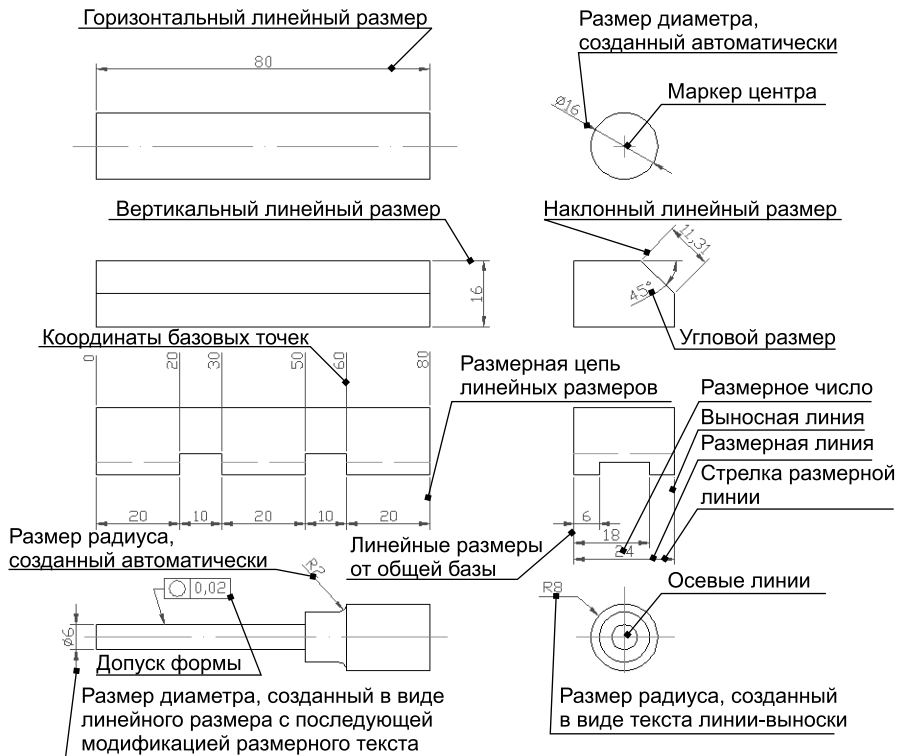 Горизонтальный линейный размер
80
Размер диаметра,
созданный автоматически
Маркер центра
ø16
Вертикальный линейный размер
16
Наклонный линейный размер
11,31
45°
Угловой размер
Координаты базовых точек
0
20
30
50
60
80
Размерная цепь
линейных размеров
20
10
20
10
20
Размерное число
Выносная линия
Размерная линия
Стрелка размерной
линии
6
18
24
Линейные размеры
от общей базы
Размер радиуса,
созданный автоматически
R2
0,02
ø6
Допуск формы
Размер диаметра, созданный в виде
линейного размера с последующей
модификацией размерного текста
R8
Осевые линии
Размер радиуса, созданный
в виде текста линии-выноски